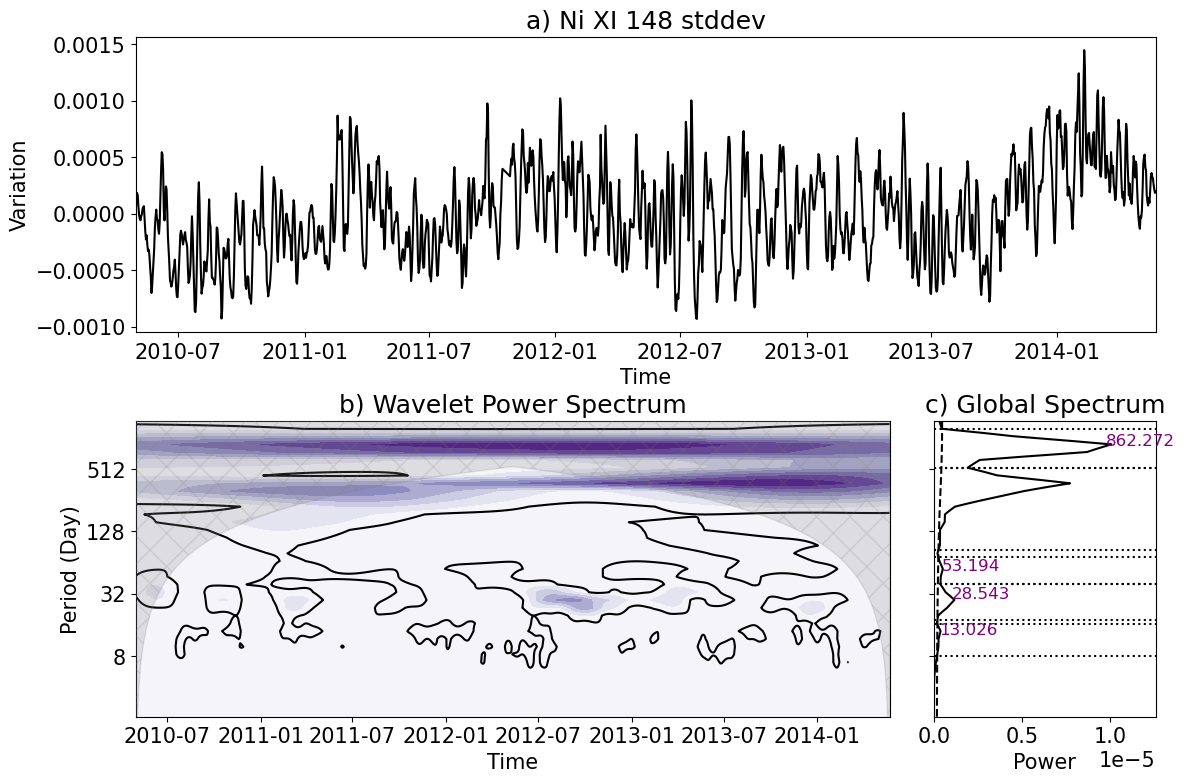 a) Ni XI 148 stddev
0.0015
0.0010
0.0005
0.0000
−0.0005
−0.0010
Variation
2010-07 2011-01 2011-07 2012-01 2012-07 2013-01 2013-07 2014-01
Time
b) Wavelet Power Spectrum
512
128
32
8
Period (Day)
2010-07 2011-01 2011-07 2012-01 2012-07 2013-01 2013-07 2014-01
Time
c) Global Spectrum
862.272
53.194
28.543
13.026
0.0 0.5 1.0
1e−5
Power